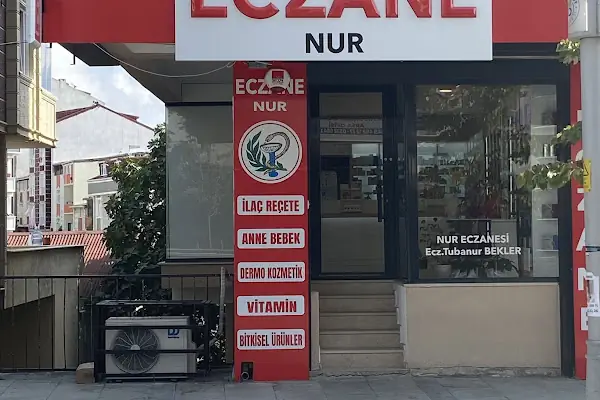 ECZANE
NUR
ECZANE
NUR
İLAÇ REÇETE
ANNE BEBEK
DERMO KOZMETİK
VİTAMİN
BİTKİSEL ÜRÜNLER
NUR ECZANESİ
Ecz.Tubanur BEKLER